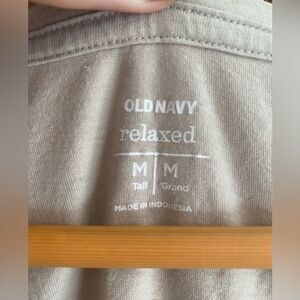 OLD NAVY
relaxed
M M
Tall Grand
MADE IN INDONESIA